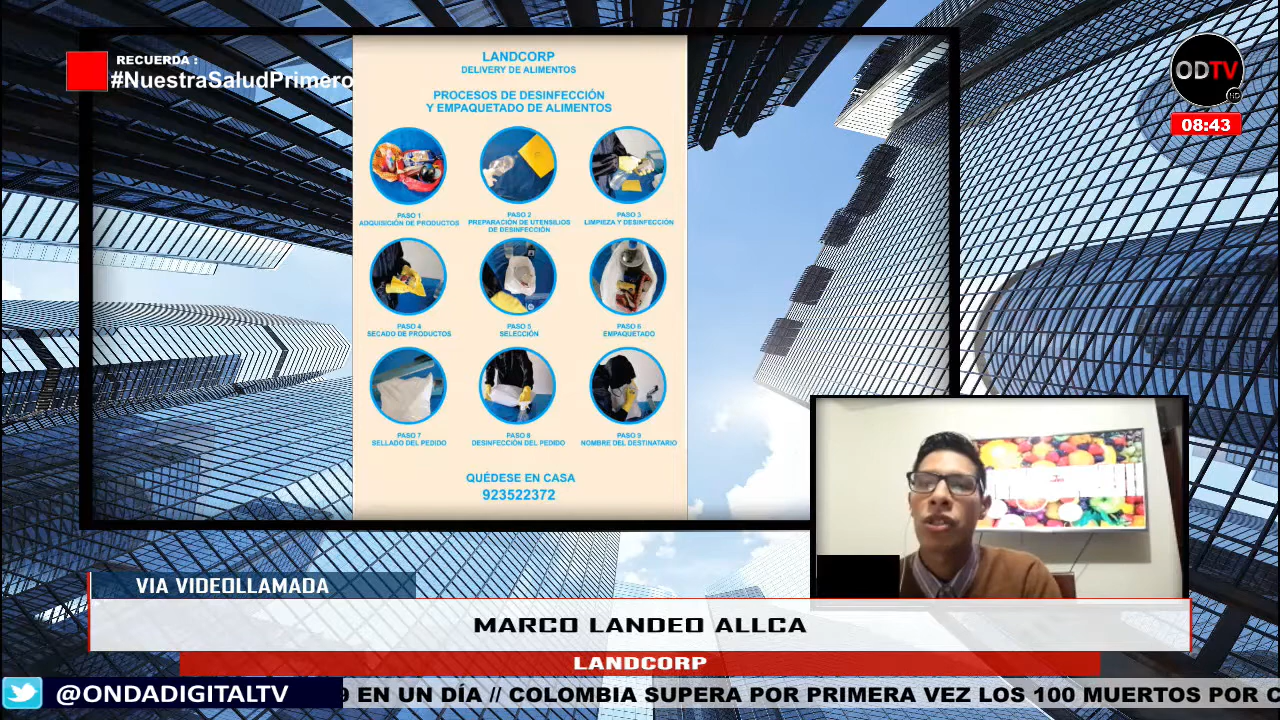 RECUERDA :
#NuestraSaludPrimero
ODTV
HD
08:43
LANDCORP
DELIVERY DE ALIMENTOS
PROCESOS DE DESINFECCIÓN
Y EMPAQUETADO DE ALIMENTOS
PASO 1
ADQUISICIÓN DE PRODUCTOS
PASO 2
PREPARACIÓN DE UTENSILIOS
DE DESINFECCIÓN
PASO 3
LIMPIEZA Y DESINFECCIÓN
PASO 4
SECADO DE PRODUCTOS
PASO 5
SELECCIÓN
PASO 6
EMPAQUETADO
PASO 7
SELLADO DEL PEDIDO
PASO 8
DESINFECCIÓN DEL PEDIDO
PASO 9
NOMBRE DEL DESTINATARIO
QUÉDESE EN CASA
923522372
VIA VIDEOLLAMADA
MARCO LANDEO ALLCA
LANDCORP
@ONDADIGITALTV
9 EN UN DÍA // COLOMBIA SUPERA POR PRIMERA VEZ LOS 100 MUERTOS POR C